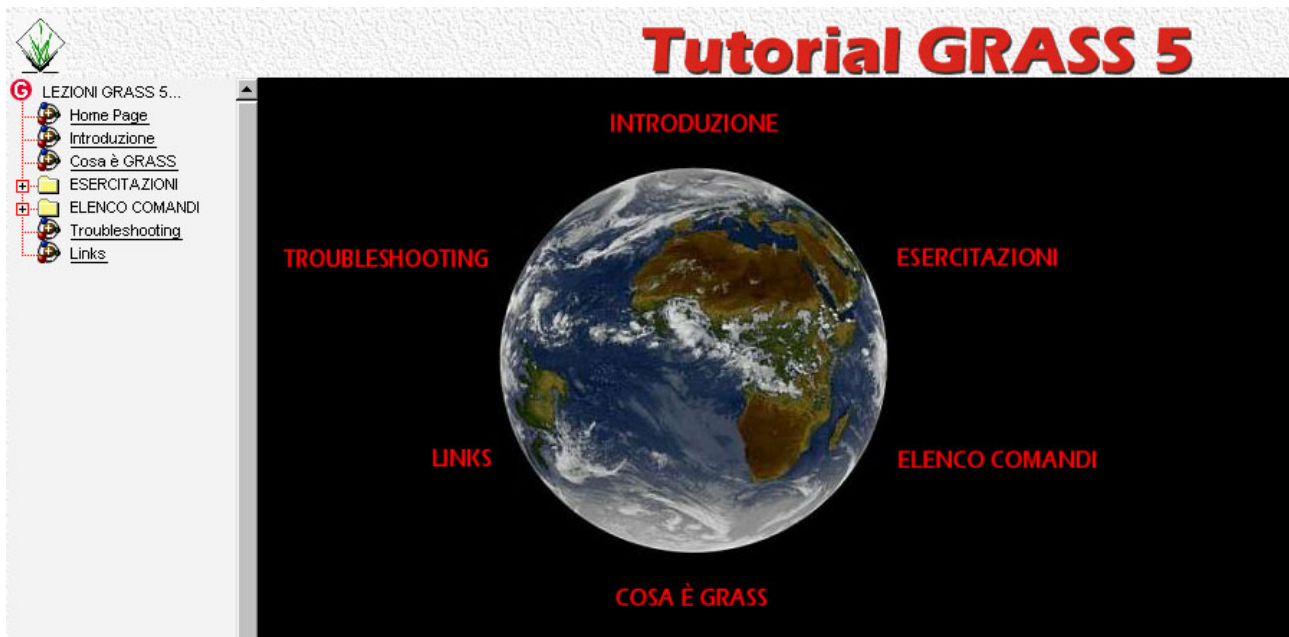 Tutorial GRASS 5
LEZIONI GRASS 5...
Home Page
Introduzione
Cosa è GRASS
ESERCITAZIONI
ELENCO COMANDI
Troubleshooting
Links
INTRODUZIONE
TROUBLESHOOTING
ESERCITAZIONI
LINKS
ELENCO COMANDI
COSA È GRASS